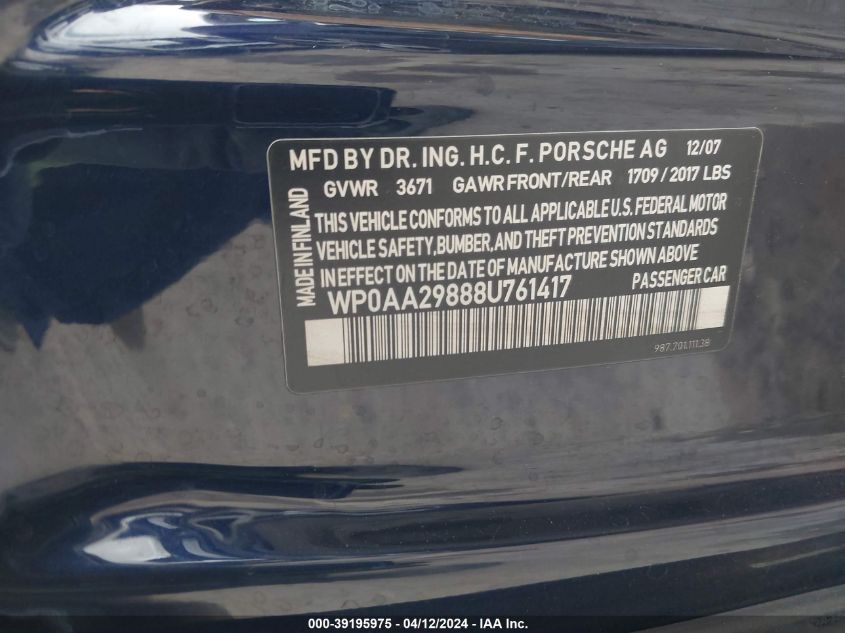 MFD BY DR. ING. H.C. F. PORSCHE AG 12/07
GVWR 3671 GAWR FRONT/REAR 1709 / 2017 LBS
MADE IN FINLAND
THIS VEHICLE CONFORMS TO ALL APPLICABLE U.S. FEDERAL MOTOR
VEHICLE SAFETY, BUMBER, AND THEFT PREVENTION STANDARDS
IN EFFECT ON THE DATE OF MANUFACTURE SHOWN ABOVE
WP0AA29888U761417 PASSENGER CAR
987.701.111.38
000-39195975 - 04/12/2024 - IAA Inc.